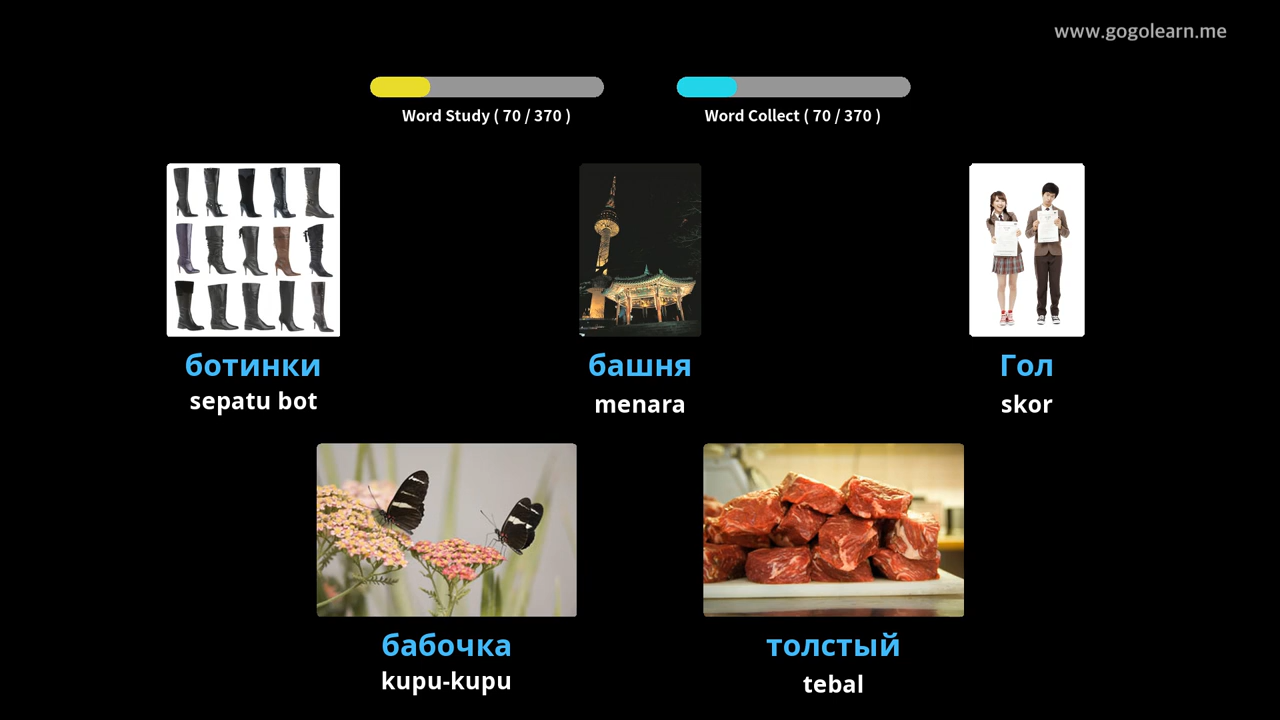 www.gogolearn.me
Word Study ( 70 / 370 )
Word Collect ( 70 / 370 )
ботинки
sepatu bot
башня
menara
Гол
skor
бабочка
kupu-kupu
толстый
tebal